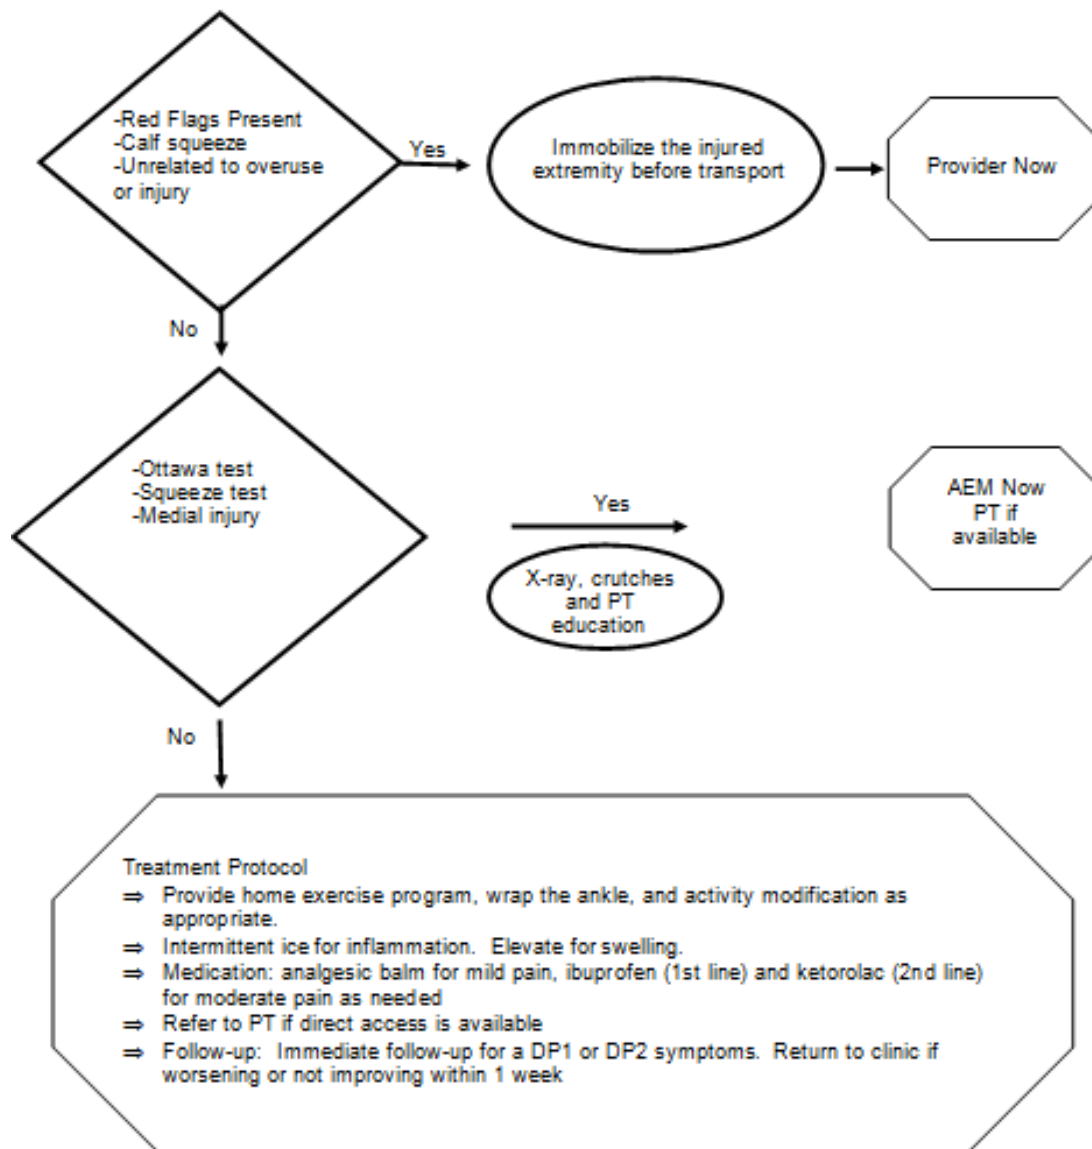 -Red Flags Present
-Calf squeeze
-Unrelated to overuse
or injury
Yes
Immobilize the injured
extremity before transport
Provider Now
No
-Ottawa test
-Squeeze test
-Medial injury
Yes
X-ray, crutches
and PT
education
AEM Now
PT if
available
No
Treatment Protocol
⇒ Provide home exercise program, wrap the ankle, and activity modification as
appropriate.
⇒ Intermittent ice for inflammation. Elevate for swelling.
⇒ Medication: analgesic balm for mild pain, ibuprofen (1st line) and ketorolac (2nd line)
for moderate pain as needed
⇒ Refer to PT if direct access is available
⇒ Follow-up: Immediate follow-up for a DP1 or DP2 symptoms. Return to clinic if
worsening or not improving within 1 week